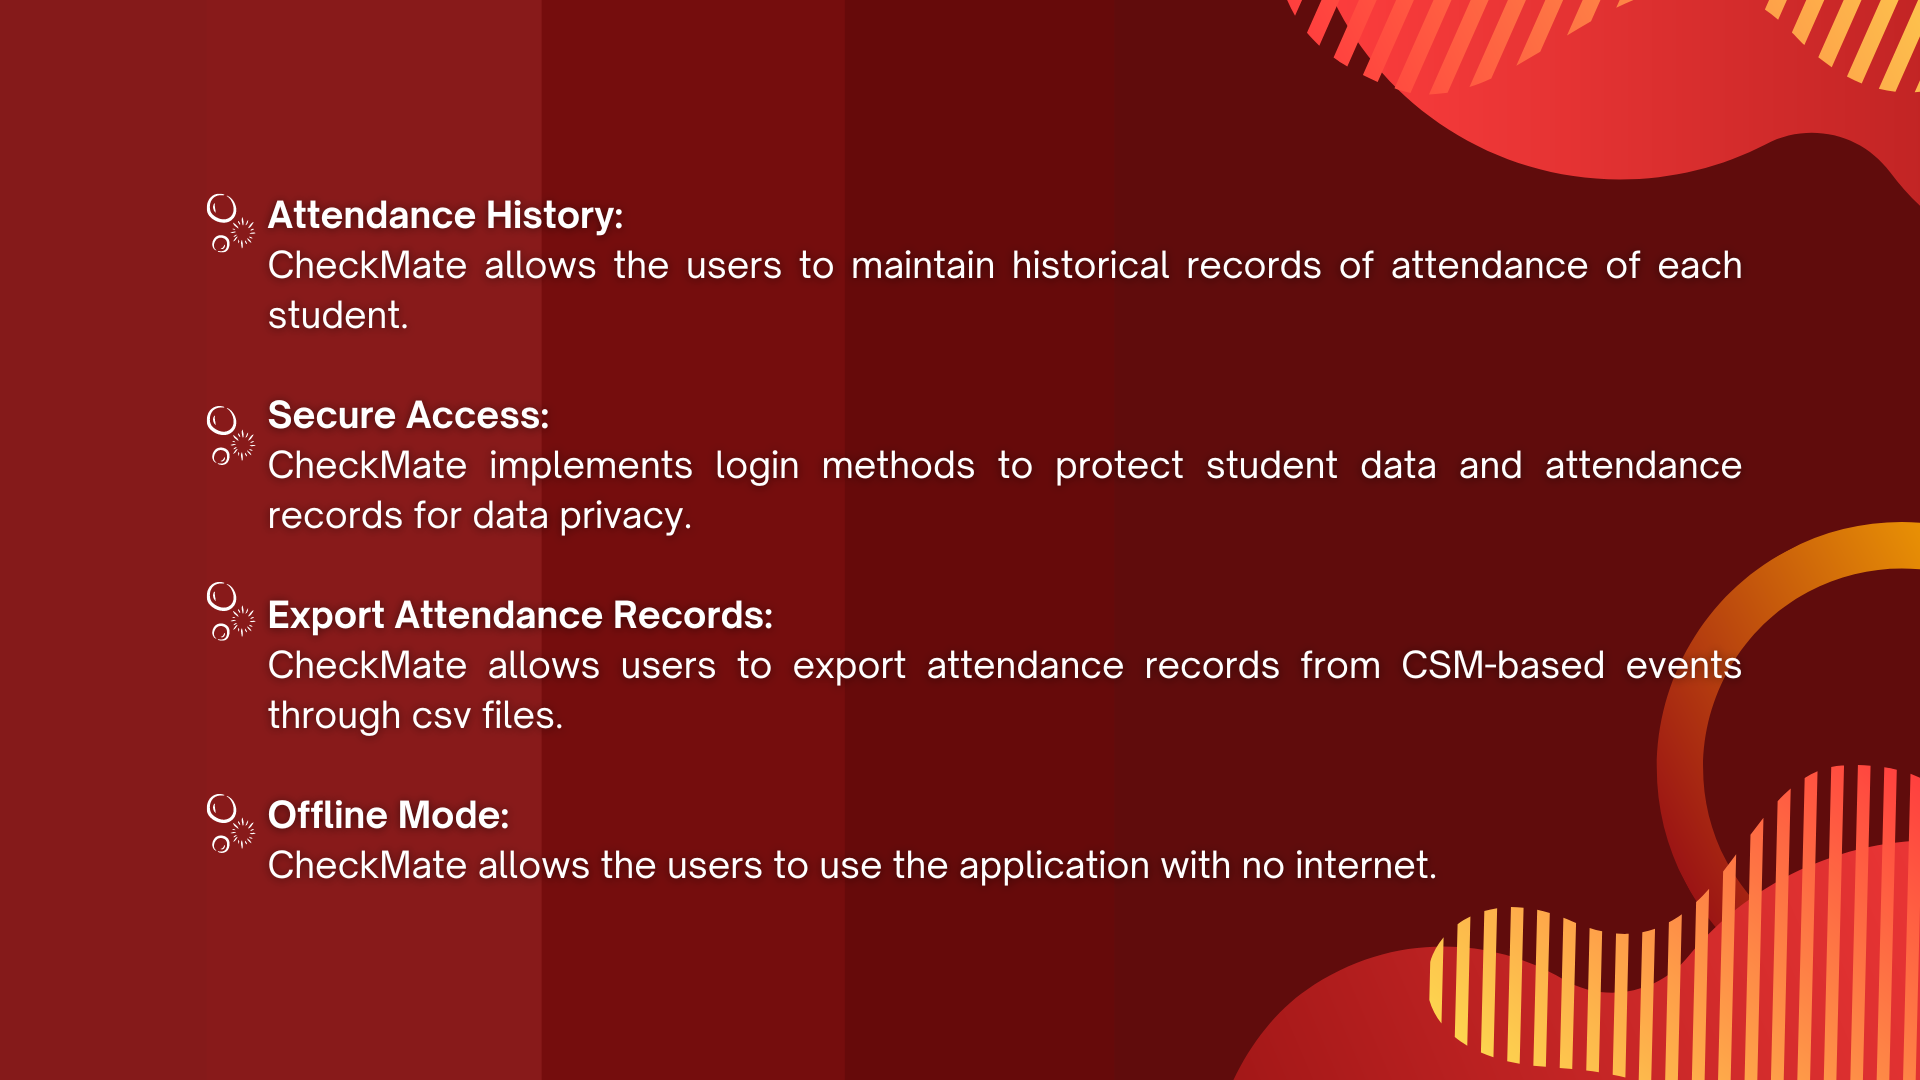 Attendance History:
CheckMate allows the users to maintain historical records of attendance of each
student.
Secure Access:
CheckMate implements login methods to protect student data and attendance
records for data privacy.
Export Attendance Records:
CheckMate allows users to export attendance records from CSM-based events
through csv files.
Offline Mode:
CheckMate allows the users to use the application with no internet.